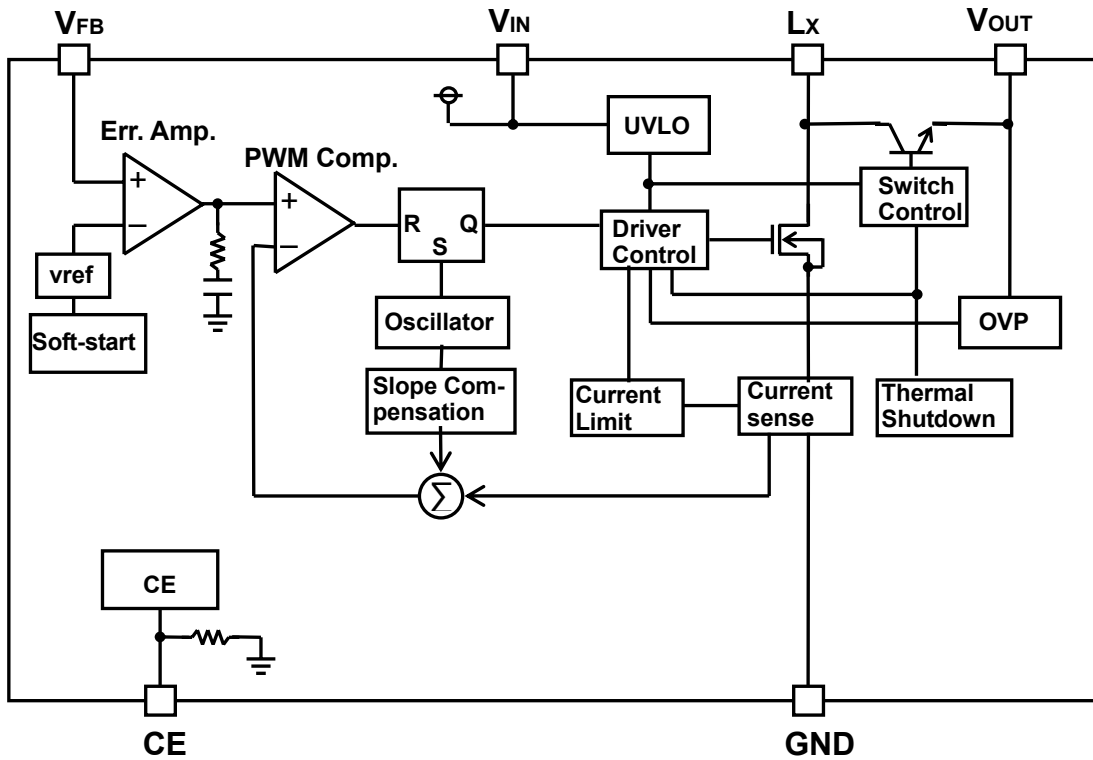 VFB
VIN
LX
VOUT
Err. Amp.
PWM Comp.
UVLO
Switch
Control
+
−
+
−
R
Q
S
Driver
Control
vref
Soft-start
Oscillator
OVP
Slope Com-
pensation
Current
Limit
Current
sense
Thermal
Shutdown
Σ
CE
CE
GND